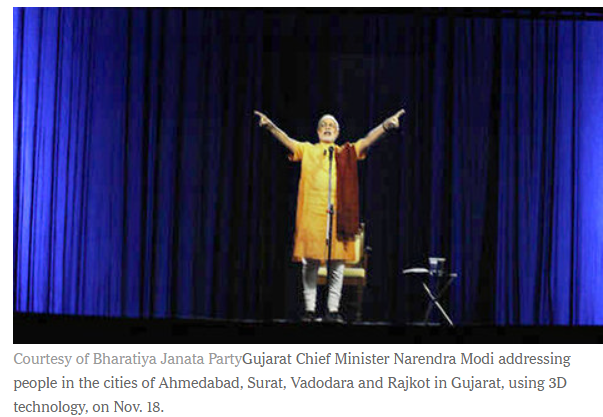 Courtesy of Bharatiya Janata PartyGujarat Chief Minister Narendra Modi addressing
people in the cities of Ahmedabad, Surat, Vadodara and Rajkot in Gujarat, using 3D
technology, on Nov. 18.